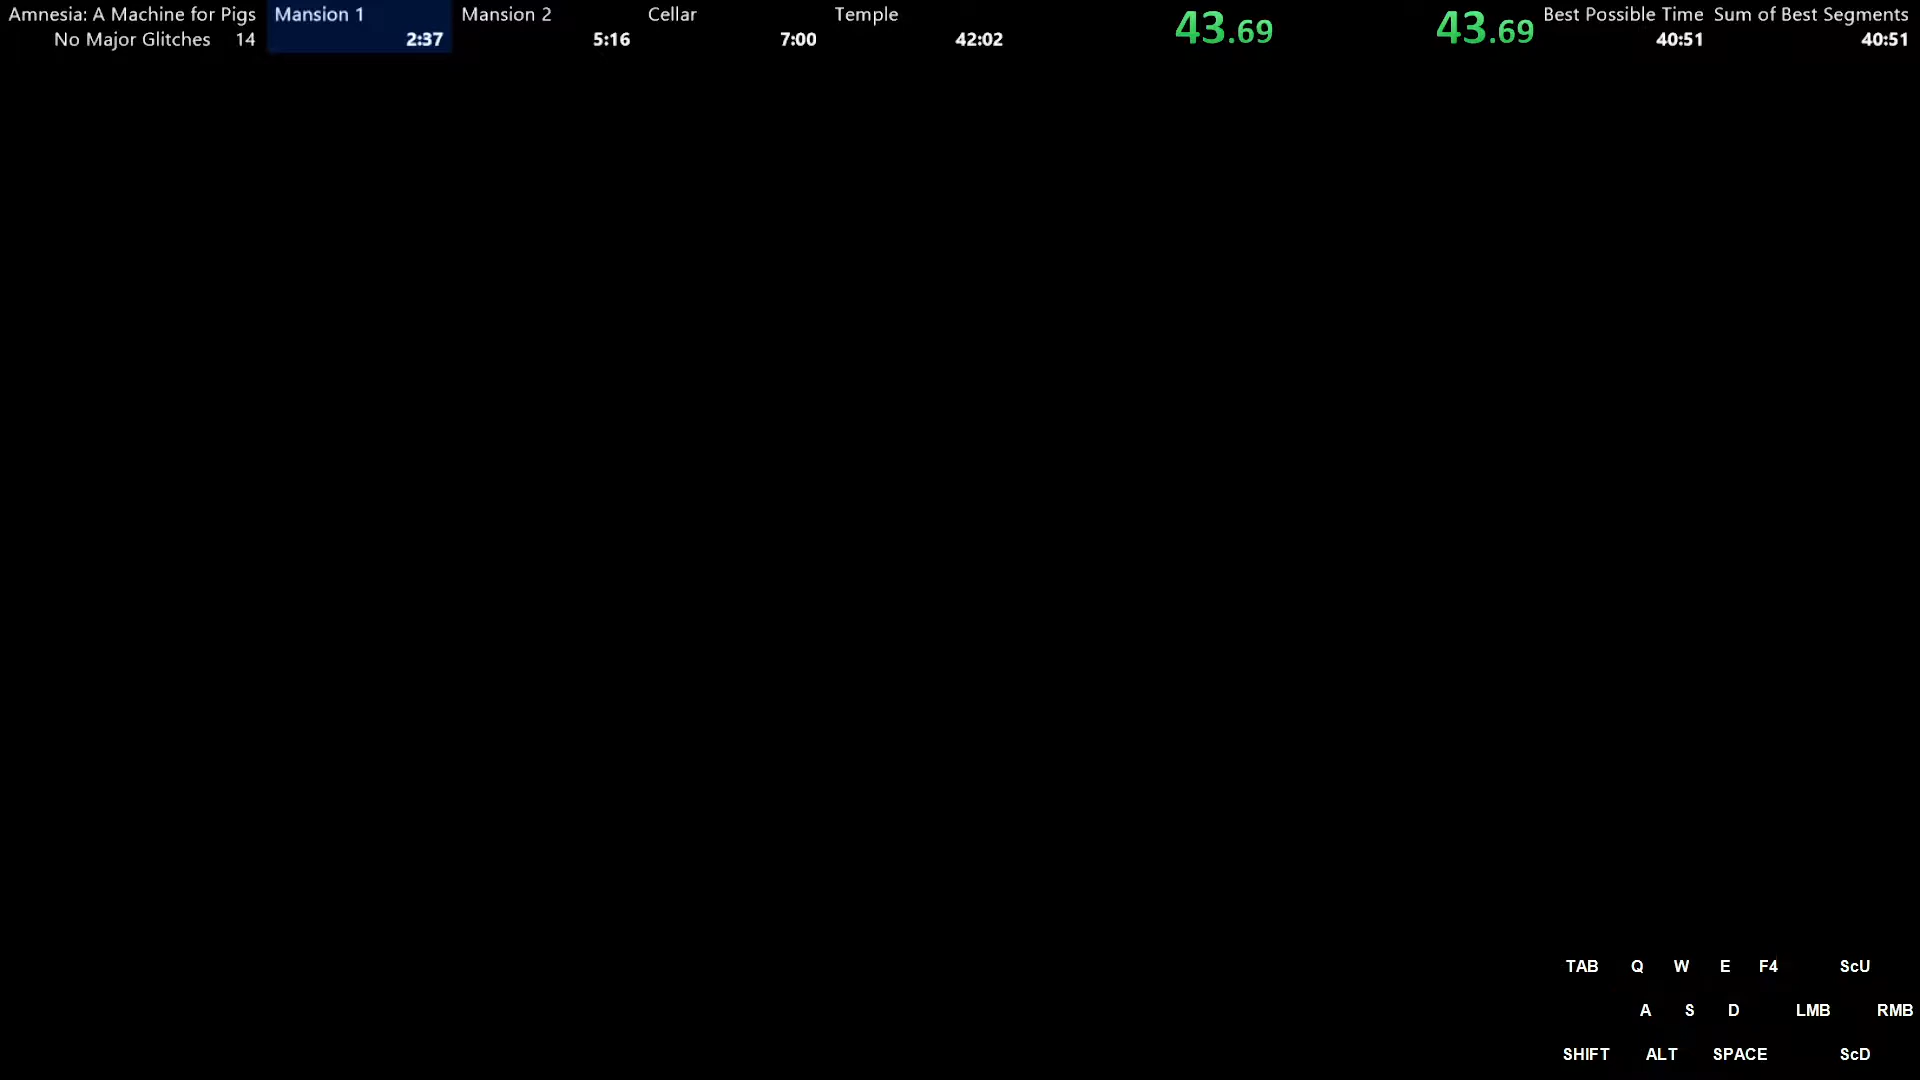 Amnesia: A Machine for Pigs
No Major Glitches 14
Mansion 1
2:37
Mansion 2
5:16
Cellar
7:00
Temple
42:02
43.69
43.69
Best Possible Time
40:51
Sum of Best Segments
40:51
TAB Q W E F4 ScU
A S D LMB RMB
SHIFT ALT SPACE ScD